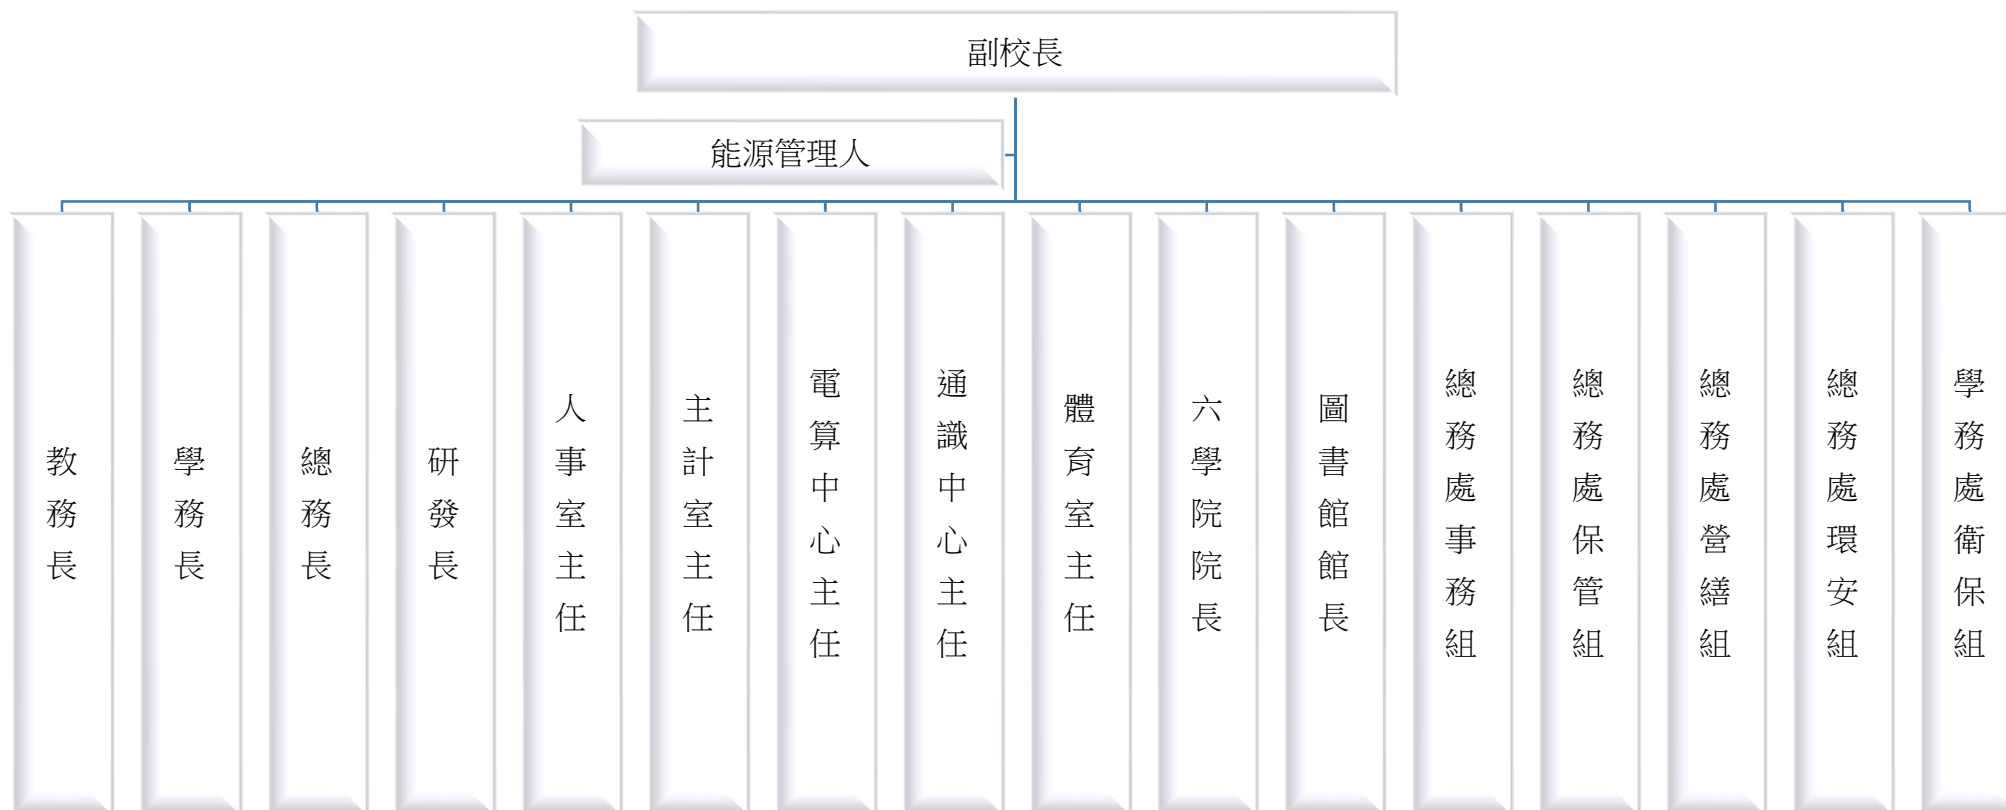 副校長
能源管理人
教務長
學務長
總務長
研發長
人事室主任
主計室主任
電算中心主任
通識中心主任
體育室主任
六學院院長
圖書館館長
總務處事務組
總務處保管組
總務處營繕組
總務處環安組
學務處衛保組